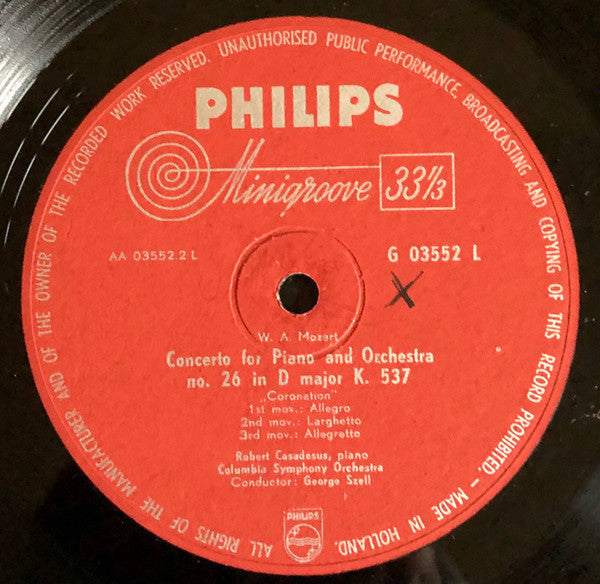 ALL RIGHTS OF THE MANUFACTURER AND OF THE OWNER OF THE RECORDED WORK RESERVED. UNAUTHORISED PUBLIC PERFORMANCE, BROADCASTING AND COPYING OF THIS RECORD PROHIBITED. – MADE IN HOLLAND.
PHILIPS
Minigroove 33 1/3
AA 03552.2 L
G 03552 L
X
W. A. Mozart
Concerto for Piano and Orchestra
no. 26 in D major K. 537
„Coronation"
1st mov.: Allegro
2nd mov.: Larghetto
3rd mov.: Allegretto
Robert Casadesus, piano
Columbia Symphony Orchestra
Conductor: George Szell
PHILIPS